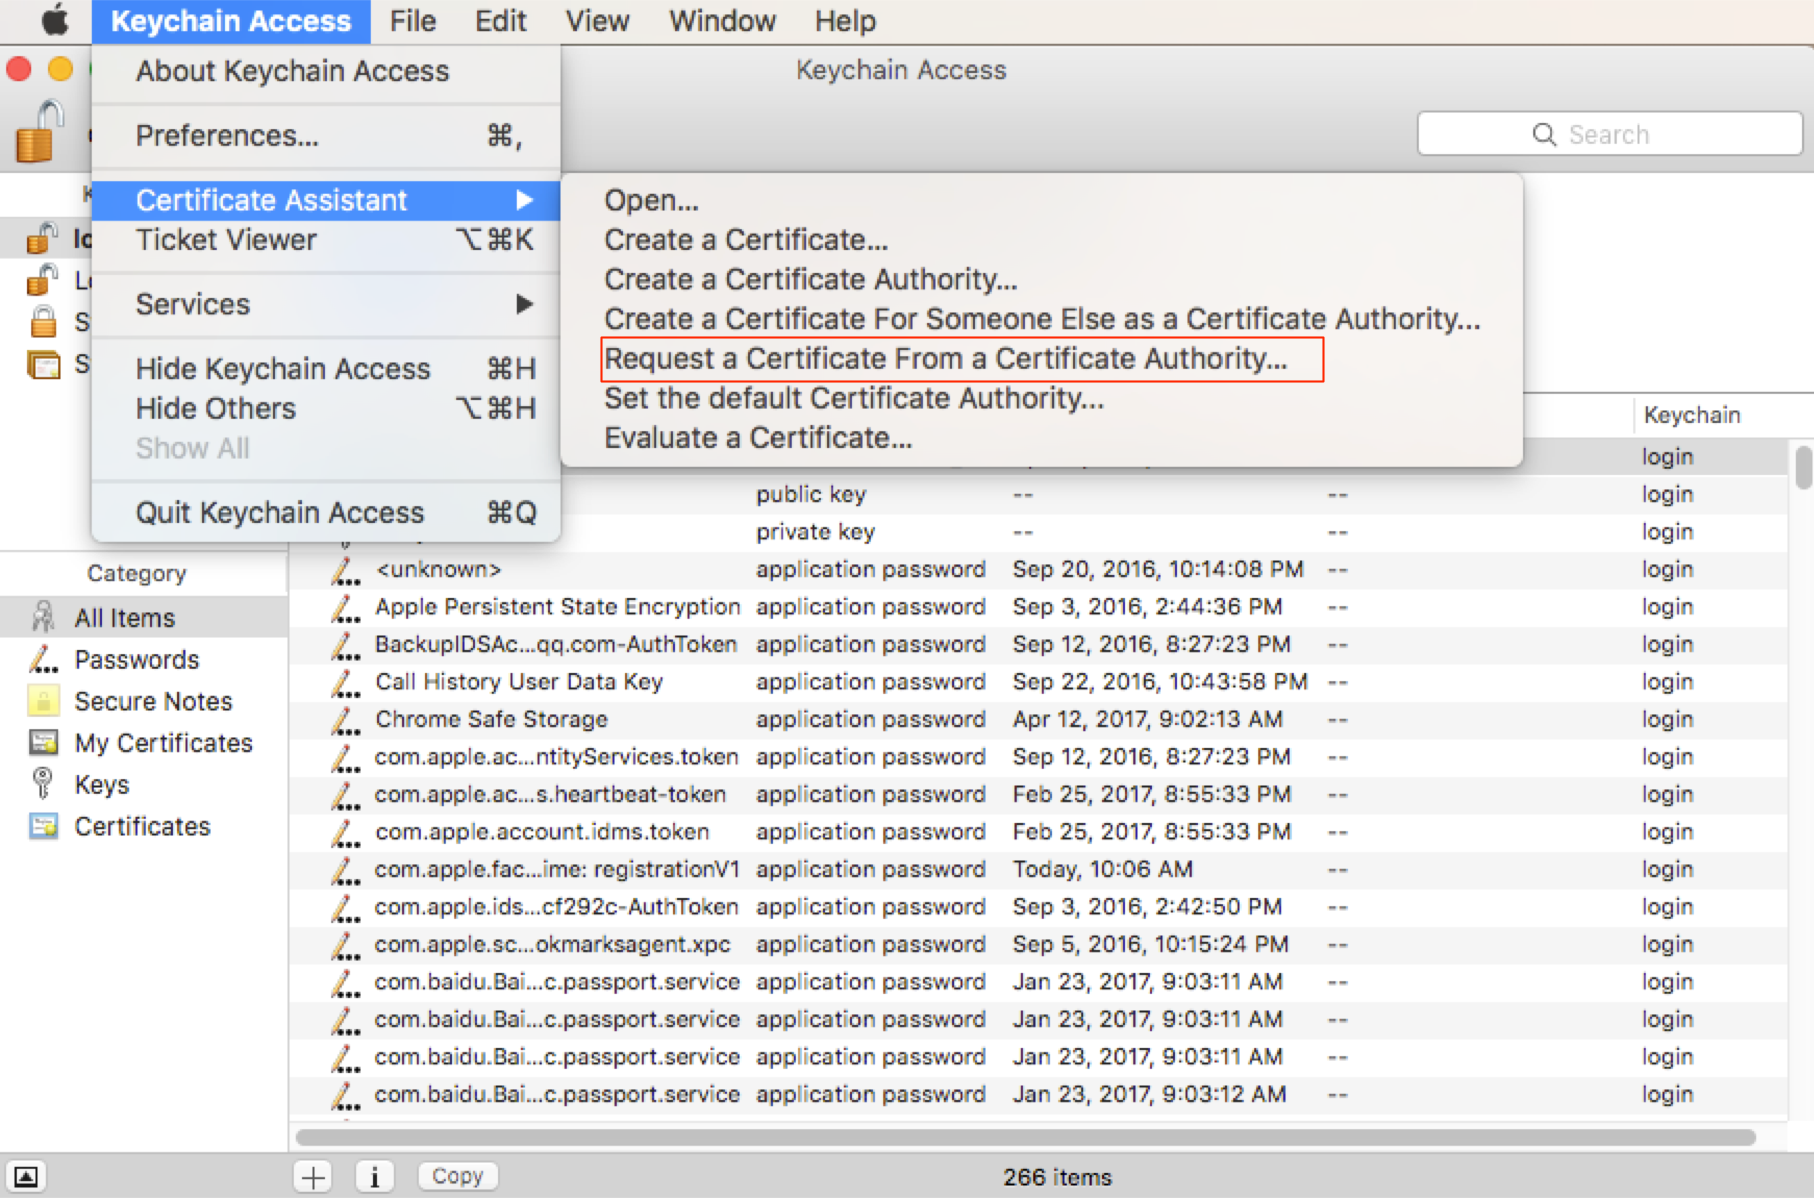 Keychain Access File Edit View Window Help
Keychain Access
Search
About Keychain Access
Preferences... ⌘,
Certificate Assistant ▶
Ticket Viewer ⌥⌘K
Services ▶
Hide Keychain Access ⌘H
Hide Others ⌥⌘H
Show All
Quit Keychain Access ⌘Q
Open...
Create a Certificate...
Create a Certificate Authority...
Create a Certificate For Someone Else as a Certificate Authority...
Request a Certificate From a Certificate Authority...
Set the default Certificate Authority...
Evaluate a Certificate...
Category
All Items
Passwords
Secure Notes
My Certificates
Keys
Certificates
Keychain
login
public key -- -- login
private key -- -- login
<unknown> application password Sep 20, 2016, 10:14:08 PM -- login
Apple Persistent State Encryption application password Sep 3, 2016, 2:44:36 PM -- login
BackupIDSAc...qq.com-AuthToken application password Sep 12, 2016, 8:27:23 PM -- login
Call History User Data Key application password Sep 22, 2016, 10:43:58 PM -- login
Chrome Safe Storage application password Apr 12, 2017, 9:02:13 AM -- login
com.apple.ac...ntityServices.token application password Sep 12, 2016, 8:27:23 PM -- login
com.apple.ac...s.heartbeat-token application password Feb 25, 2017, 8:55:33 PM -- login
com.apple.account.idms.token application password Feb 25, 2017, 8:55:33 PM -- login
com.apple.fac...ime: registrationV1 application password Today, 10:06 AM -- login
com.apple.ids...cf292c-AuthToken application password Sep 3, 2016, 2:42:50 PM -- login
com.apple.sc...okmarksagent.xpc application password Sep 5, 2016, 10:15:24 PM -- login
com.baidu.Bai...c.passport.service application password Jan 23, 2017, 9:03:11 AM -- login
com.baidu.Bai...c.passport.service application password Jan 23, 2017, 9:03:11 AM -- login
com.baidu.Bai...c.passport.service application password Jan 23, 2017, 9:03:11 AM -- login
com.baidu.Bai...c.passport.service application password Jan 23, 2017, 9:03:12 AM -- login
Copy
266 items